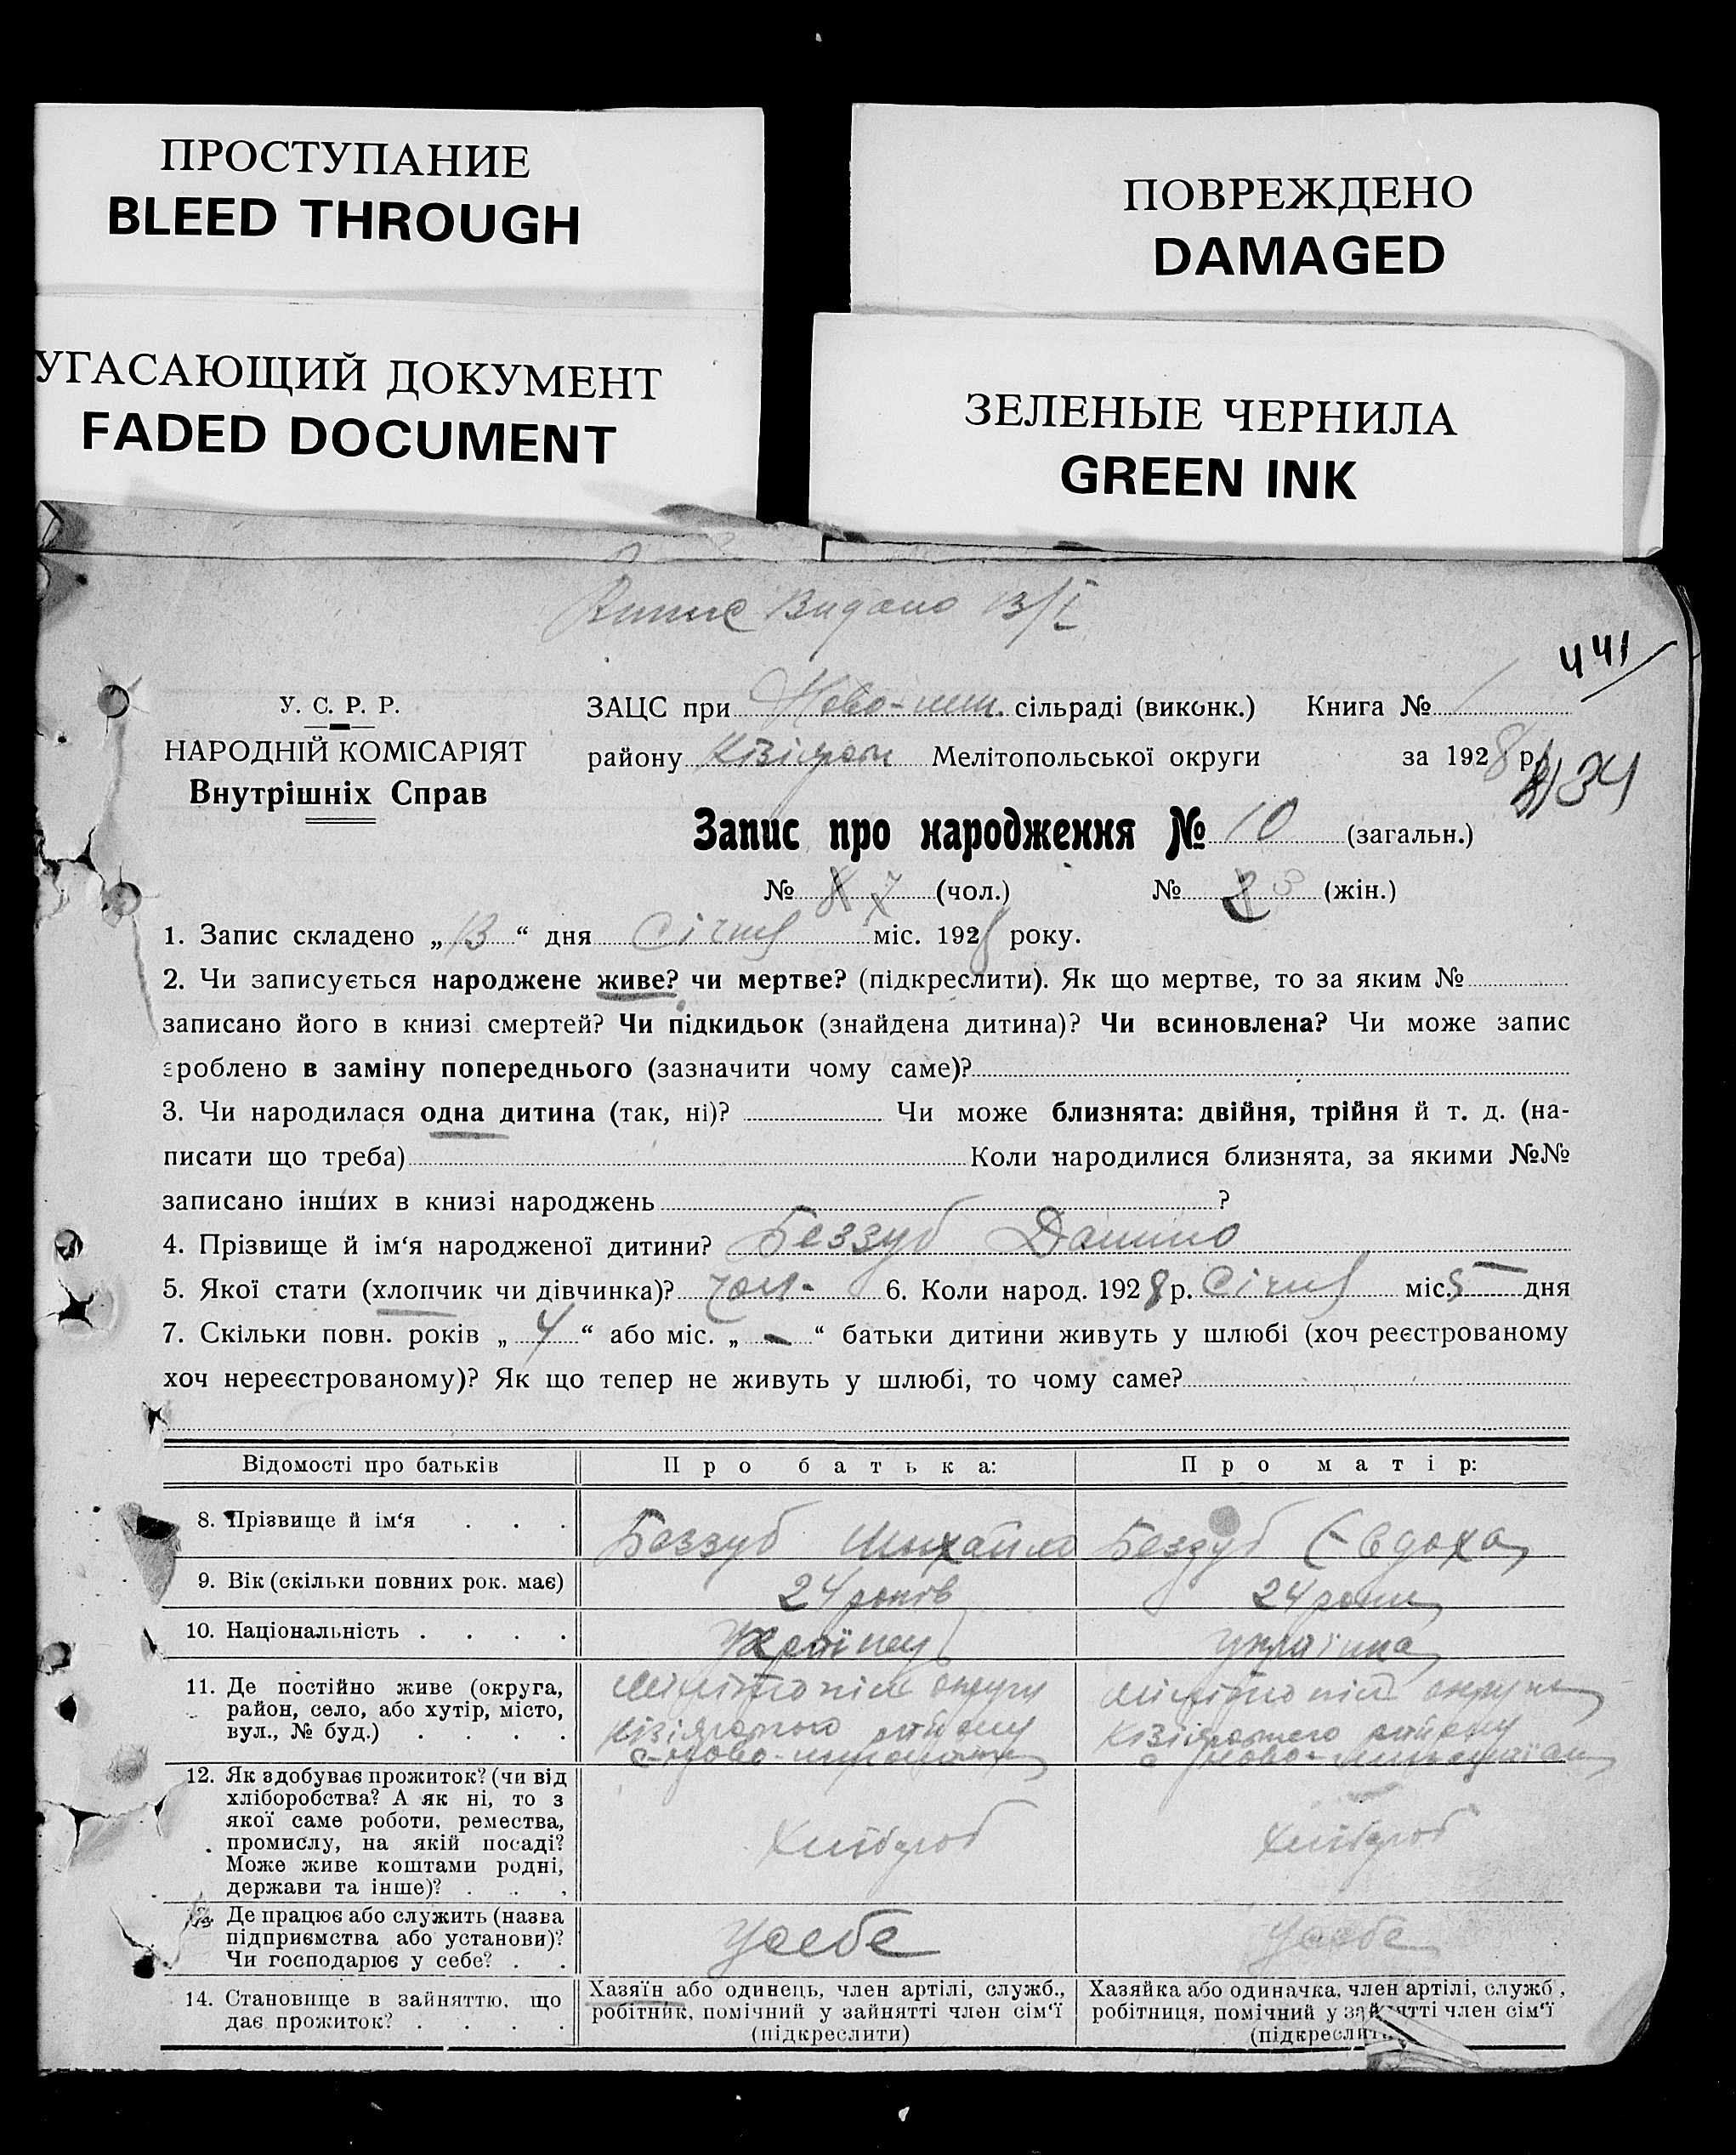 ПРОСТУПАНИЕ
BLEED THROUGH
ПОВРЕЖДЕНО
DAMAGED
УГАСАЮЩИЙ ДОКУМЕНТ
FADED DOCUMENT
ЗЕЛЕНЫЕ ЧЕРНИЛА
GREEN INK
Видано 13/I
441
У. С. Р. Р.
НАРОДНІЙ КОМІСАРІЯТ
Внутрішніх Справ
ЗАЦС при Ново- сільраді (виконк.) Книга № 1
району Мелітопольської округи за 1928 р.
34
Запис про народження № 10 (загальн.)
№ 7 (чол.) № 3 (жін.)
1. Запис складено „13“ дня Січня міс. 1928 року.
2. Чи записується народжене живе? чи мертве? (підкреслити). Як що мертве, то за яким №
записано його в книзі смертей? Чи підкидьок (знайдена дитина)? Чи всиновлена? Чи може запис
зроблено в заміну попереднього (зазначити чому саме)?
3. Чи народилася одна дитина (так, ні)? Чи може близнята: двійня, трійня й т. д. (на-
писати що треба) Коли народилися близнята, за якими №№
записано інших в книзі народжень ?
4. Прізвище й ім‘я народженої дитини? Беззуб Данило
5. Якої стати (хлопчик чи дівчинка)? чол. 6. Коли народ. 1928 р. Січня міс. 5 дня
7. Скільки повн. років „4“ або міс. „-“ батьки дитини живуть у шлюбі (хоч реєстрованому
хоч нереєстрованому)? Як що тепер не живуть у шлюбі, то чому саме?
Відомості про батьків
Про батька:
Про матір:
8. Прізвище й ім‘я . . .
Беззуб Михайло
Беззуб Евдоха
9. Вік (скільки повних рок. має)
24 років
24 роки
10. Національність . . . .
Україець
українка
11. Де постійно живе (округа,
район, село, або хутір, місто,
вул., № буд.) . . . .
округи
району
округи
району
12. Як здобуває прожиток? (чи від
хліборобства? А як ні, то з
якої саме роботи, ремества,
промислу, на якій посаді?
Може живе коштами родні,
держави та інше)? . . .
Хлібороб
Хлібороб
Де працює або служить (назва
підприємства або установи)?
Чи господарює у себе? . .
у себе
у себе
14. Становище в зайняттю, що
дає прожиток? . . . .
Хазяїн або одинець, член артілі, служб.,
робітник, помічний у зайнятті член сім‘ї
(підкреслити)
Хазяйка або одиначка, член артілі, служб,
робітниця, помічний у зайнятті член сім‘ї
(підкреслити)